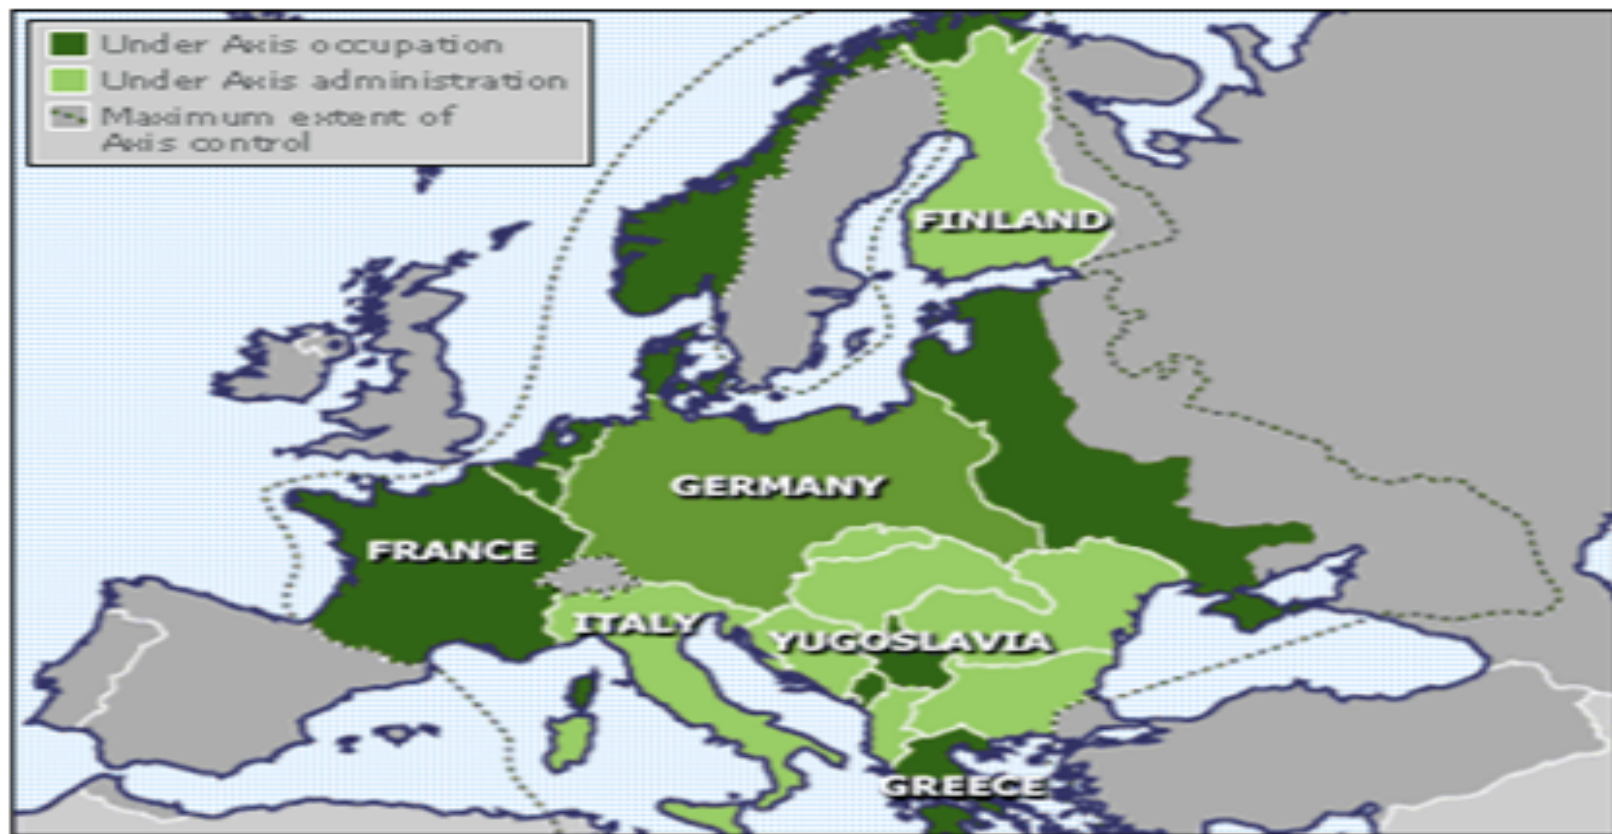 Under Axis occupation
Under Axis administration
Maximum extent of
Axis control
FINLAND
GERMANY
FRANCE
ITALY
YUGOSLAVIA
GREECE